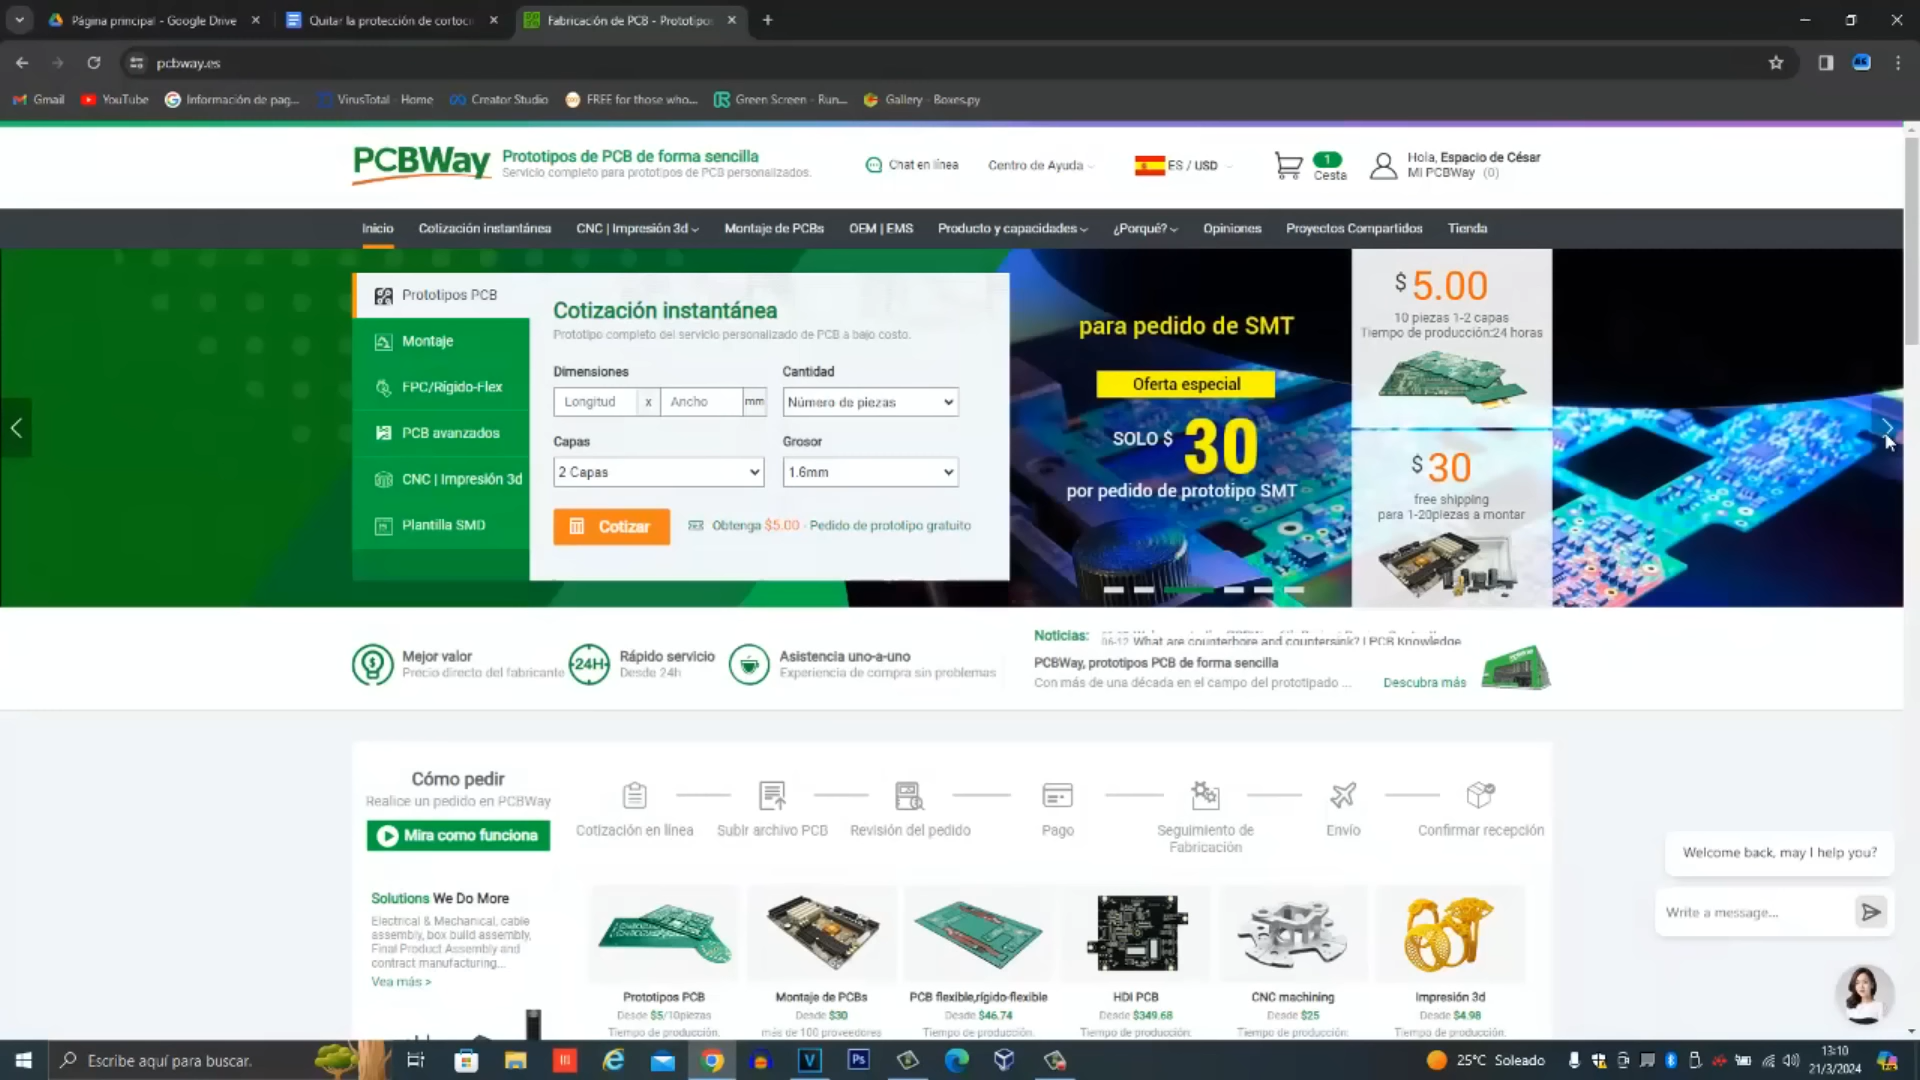 Página principal - Google Drive
Quitar la protección de cortoc
Fabricación de PCB - Prototipos
pcbway.es
Gmail
YouTube
Información de pag...
VirusTotal - Home
Creator Studio
FREE for those who...
Green Screen - Run...
Gallery - Boxes.py
PCBWay
Prototipos de PCB de forma sencilla
Servicio completo para prototipos de PCB personalizados.
Chat en línea
Centro de Ayuda
ES / USD
1
Cesta
Hola, Espacio de César
Mi PCBWay (0)
Inicio
Cotización instantánea
CNC | Impresión 3d
Montaje de PCBs
OEM | EMS
Producto y capacidades
¿Porqué?
Opiniones
Proyectos Compartidos
Tienda
Prototipos PCB
Montaje
FPC/Rígido-Flex
PCB avanzados
CNC | Impresión 3d
Plantilla SMD
Cotización instantánea
Prototipo completo del servicio personalizado de PCB a bajo costo.
Dimensiones
Cantidad
Longitud x Ancho mm
Número de piezas
Capas
Grosor
2 Capas
1.6mm
Cotizar
Obtenga $5.00 - Pedido de prototipo gratuito
para pedido de SMT
Oferta especial
SOLO $ 30
por pedido de prototipo SMT
$ 5.00
10 piezas 1-2 capas
Tiempo de producción:24 horas
$ 30
free shipping
para 1-20piezas a montar
Mejor valor
Precio directo del fabricante
24H
Rápido servicio
Desde 24h
Asistencia uno-a-uno
Experiencia de compra sin problemas
Noticias:
06-12 What are counterbore and countersink? | PCB Knowledge
PCBWay, prototipos PCB de forma sencilla
Con más de una década en el campo del prototipado ...
Descubra más
Cómo pedir
Realice un pedido en PCBWay
Mira como funciona
Cotización en línea
Subir archivo PCB
Revisión del pedido
Pago
Seguimiento de
Fabricación
Envío
Confirmar recepción
Solutions We Do More
Electrical & Mechanical, cable
assembly, box build assembly,
Final Product Assembly and
contract manufacturing...
Vea más >
Prototipos PCB
Desde $5/10piezas
Tiempo de producción:
Montaje de PCBs
Desde $30
más de 100 proveedores
PCB flexible,rígido-flexible
Desde $46.74
Tiempo de producción:
HDI PCB
Desde $349.68
Tiempo de producción:
CNC machining
Desde $25
Tiempo de producción:
Impresión 3d
Desde $4.98
Tiempo de producción:
Welcome back, may I help you?
Write a message...
Escribe aquí para buscar.
V
Ps
25°C Soleado
13:10
21/3/2024